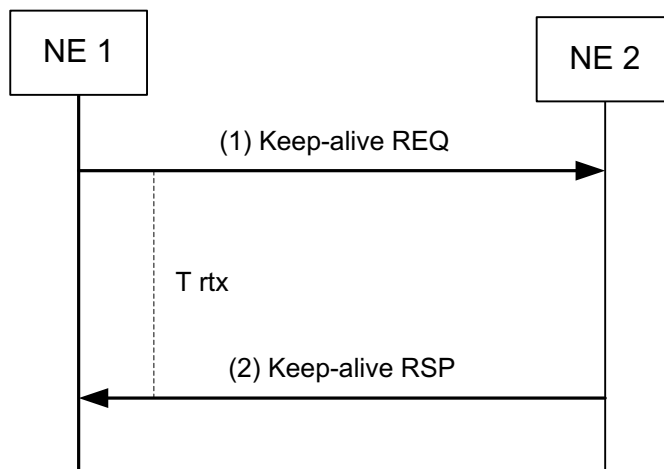 NE 1
NE 2
(1) Keep-alive REQ
T rtx
(2) Keep-alive RSP